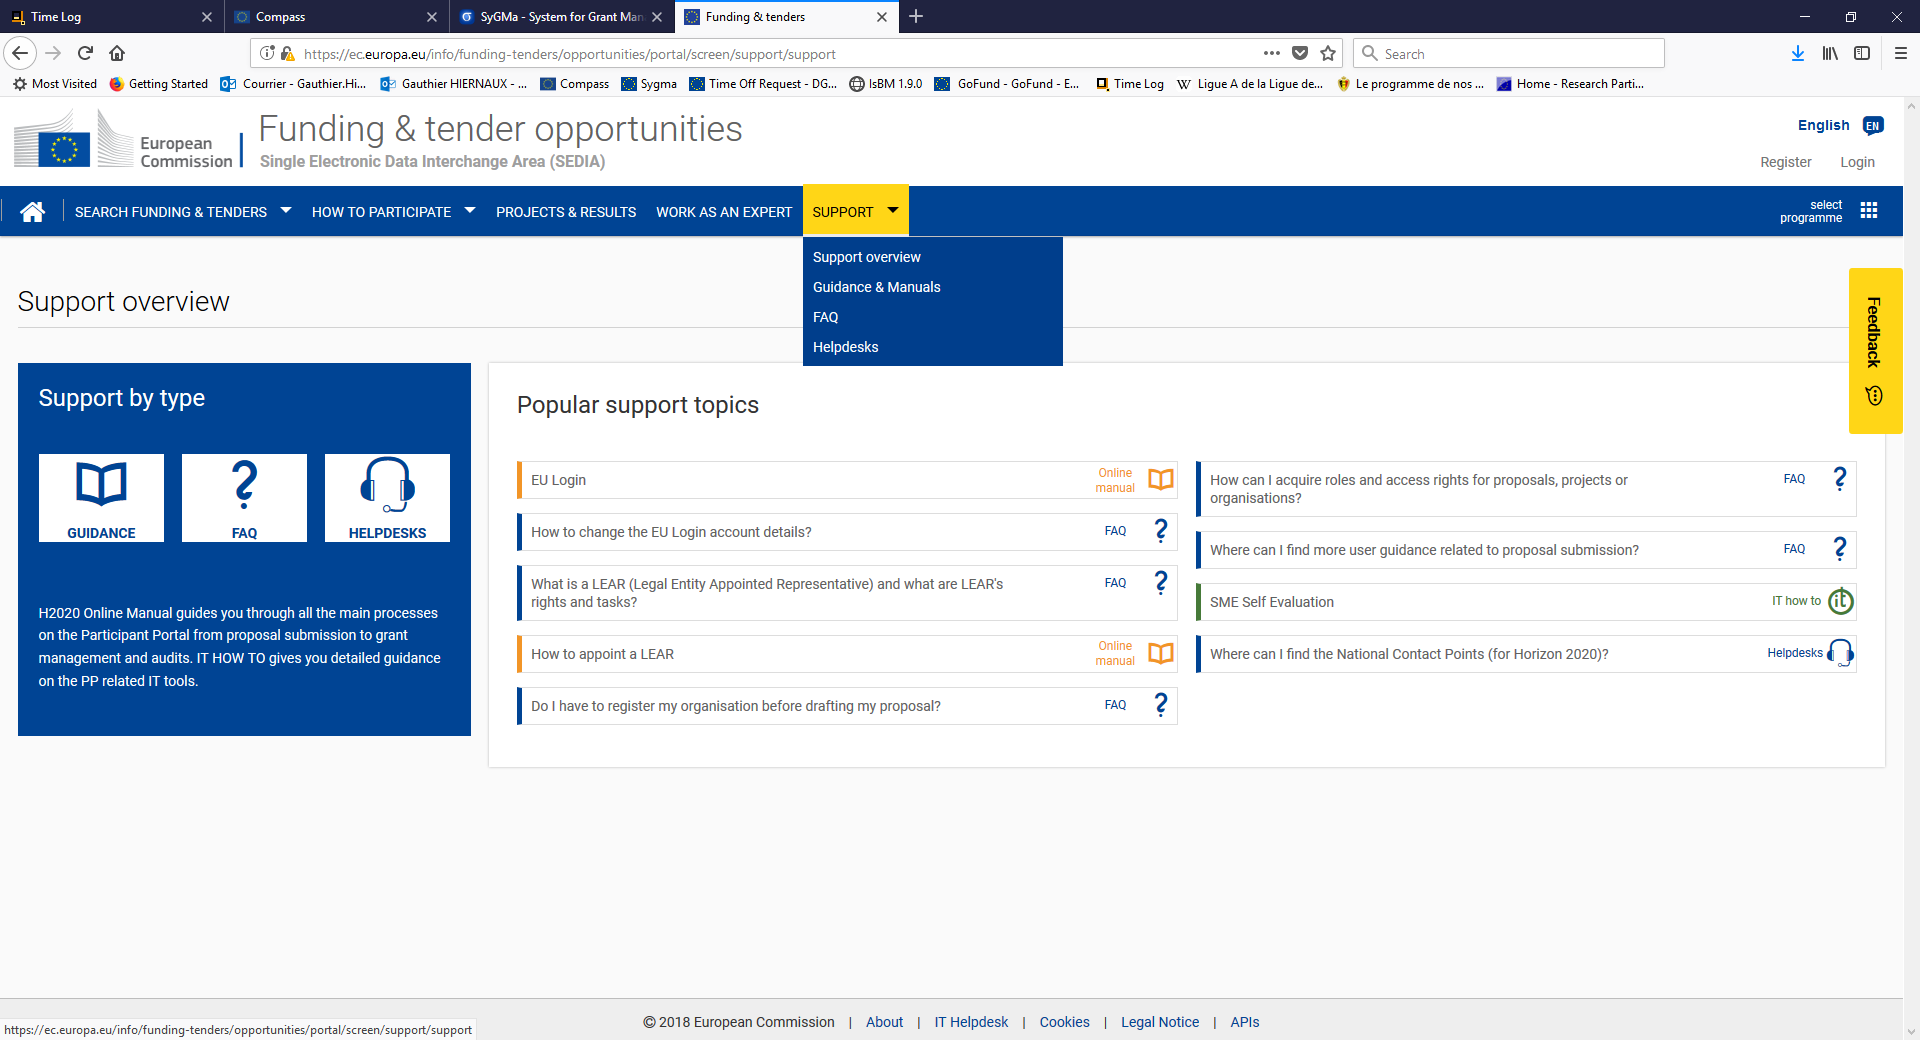 Time Log
Compass
SyGMa - System for Grant Man
Funding & tenders
https://ec.europa.eu/info/funding-tenders/opportunities/portal/screen/support/support
Search
Most Visited
Getting Started
Courrier - Gauthier.Hi...
Gauthier HIERNAUX - ...
Compass
Sygma
Time Off Request - DG...
IsBM 1.9.0
GoFund - GoFund - E...
Time Log
Ligue A de la Ligue de...
Le programme de nos ...
Home - Research Parti...
European
Commission
Funding & tender opportunities
Single Electronic Data Interchange Area (SEDIA)
English EN
Register Login
SEARCH FUNDING & TENDERS
HOW TO PARTICIPATE
PROJECTS & RESULTS
WORK AS AN EXPERT
SUPPORT
select
programme
Support overview
Guidance & Manuals
FAQ
Helpdesks
Support overview
Feedback
Support by type
GUIDANCE
FAQ
HELPDESKS
H2020 Online Manual guides you through all the main processes
on the Participant Portal from proposal submission to grant
management and audits. IT HOW TO gives you detailed guidance
on the PP related IT tools.
Popular support topics
EU Login
Online
manual
How to change the EU Login account details?
FAQ
What is a LEAR (Legal Entity Appointed Representative) and what are LEAR's
rights and tasks?
FAQ
How to appoint a LEAR
Online
manual
Do I have to register my organisation before drafting my proposal?
FAQ
How can I acquire roles and access rights for proposals, projects or
organisations?
FAQ
Where can I find more user guidance related to proposal submission?
FAQ
SME Self Evaluation
IT how to
it
Where can I find the National Contact Points (for Horizon 2020)?
Helpdesks
© 2018 European Commission | About | IT Helpdesk | Cookies | Legal Notice | APIs
https://ec.europa.eu/info/funding-tenders/opportunities/portal/screen/support/support